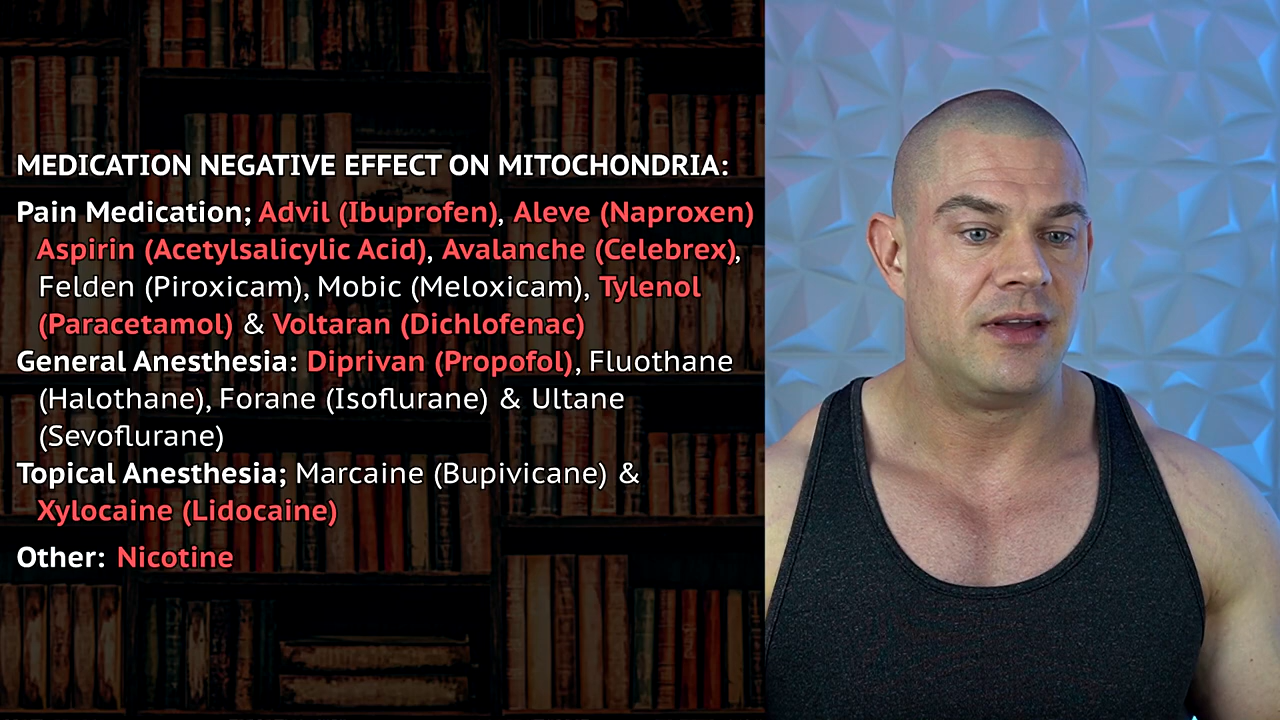 MEDICATION NEGATIVE EFFECT ON MITOCHONDRIA:
Pain Medication; Advil (Ibuprofen), Aleve (Naproxen)
Aspirin (Acetylsalicylic Acid), Avalanche (Celebrex),
Felden (Piroxicam), Mobic (Meloxicam), Tylenol
(Paracetamol) & Voltaran (Dichlofenac)
General Anesthesia: Diprivan (Propofol), Fluothane
(Halothane), Forane (Isoflurane) & Ultane
(Sevoflurane)
Topical Anesthesia; Marcaine (Bupivicane) &
Xylocaine (Lidocaine)
Other: Nicotine